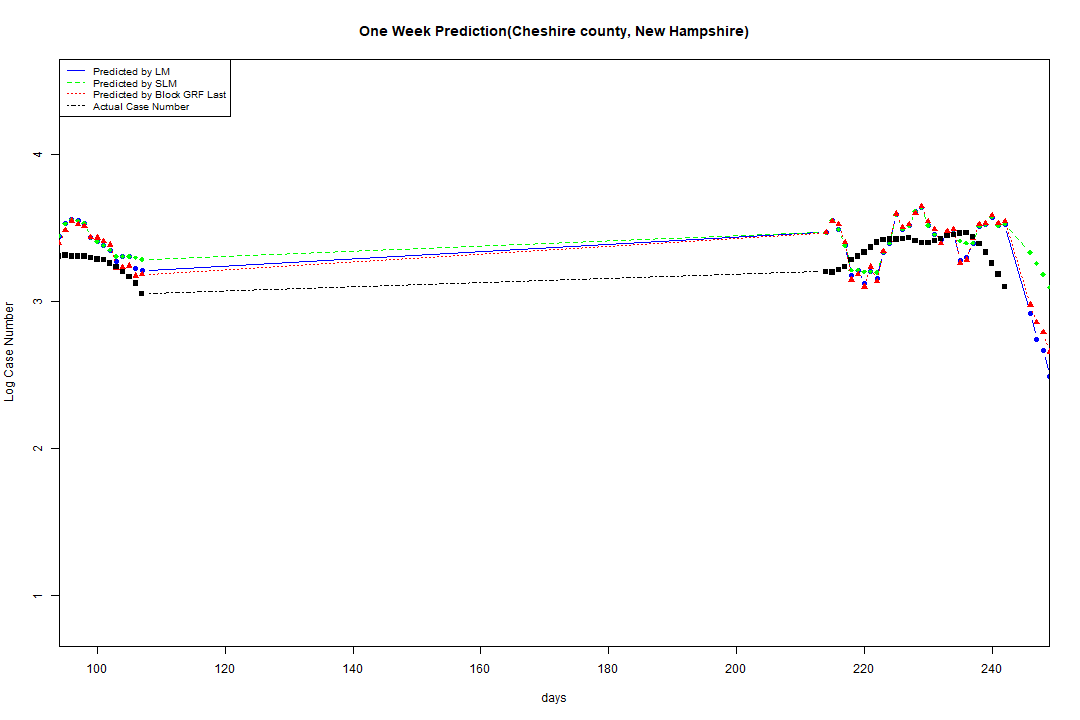 One Week Prediction(Cheshire county, New Hampshire)
Predicted by LM
Predicted by SLM
Predicted by Block GRF Last
Actual Case Number
Log Case Number
4
3
2
1
100 120 140 160 180 200 220 240
days